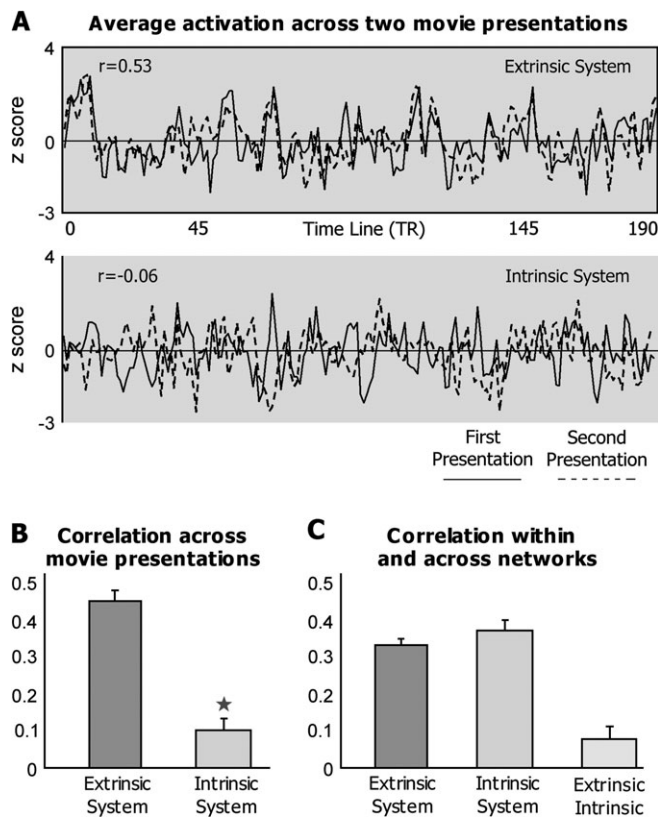 A Average activation across two movie presentations
4
r=0.53 Extrinsic System
z score
0
-3
0 45 Time Line (TR) 145 190
4
r=-0.06 Intrinsic System
z score
0
-3
First Second
Presentation Presentation
B Correlation across
movie presentations
0.5
0.4
0.3
0.2
0.1
0
Extrinsic Intrinsic
System System
C Correlation within
and across networks
0.5
0.4
0.3
0.2
0.1
0
Extrinsic Intrinsic Extrinsic
System System Intrinsic